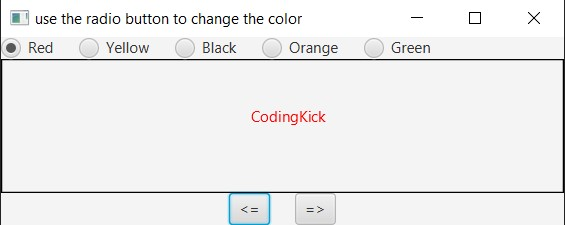 use the radio button to change the color
Red Yellow Black Orange Green
CodingKick
<= =>